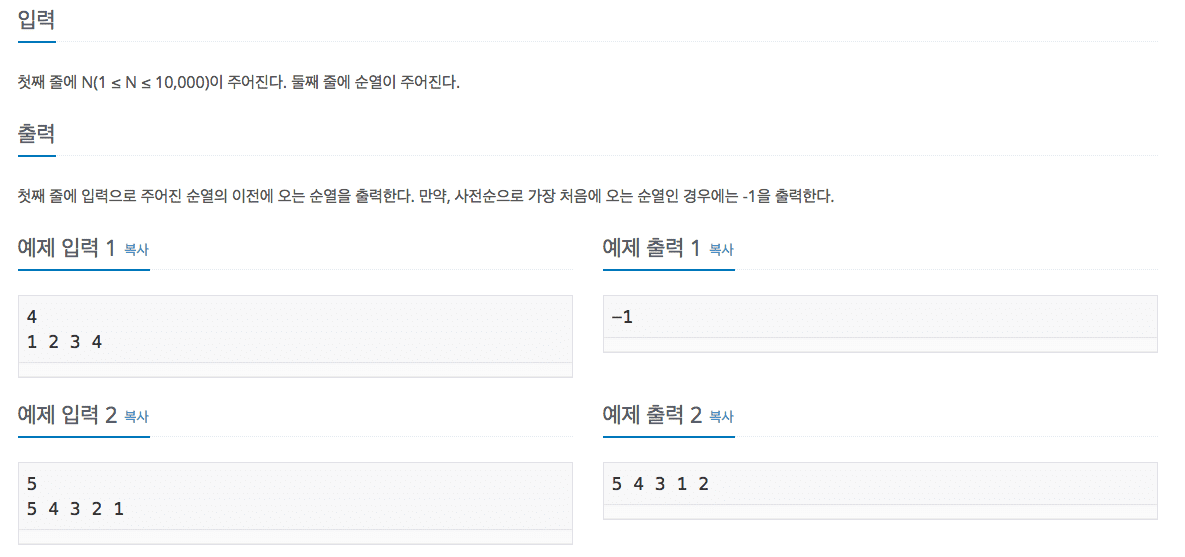 입력
첫째 줄에 N(1 ≤ N ≤ 10,000)이 주어진다. 둘째 줄에 순열이 주어진다.
출력
첫째 줄에 입력으로 주어진 순열의 이전에 오는 순열을 출력한다. 만약, 사전순으로 가장 처음에 오는 순열인 경우에는 -1을 출력한다.
예제 입력 1 복사
4
1 2 3 4
예제 출력 1 복사
-1
예제 입력 2 복사
5
5 4 3 2 1
예제 출력 2 복사
5 4 3 1 2